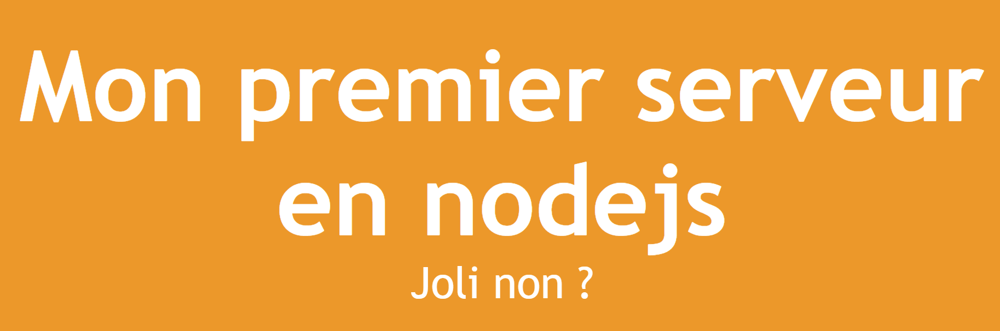 Mon premier serveur
en nodejs
Joli non ?